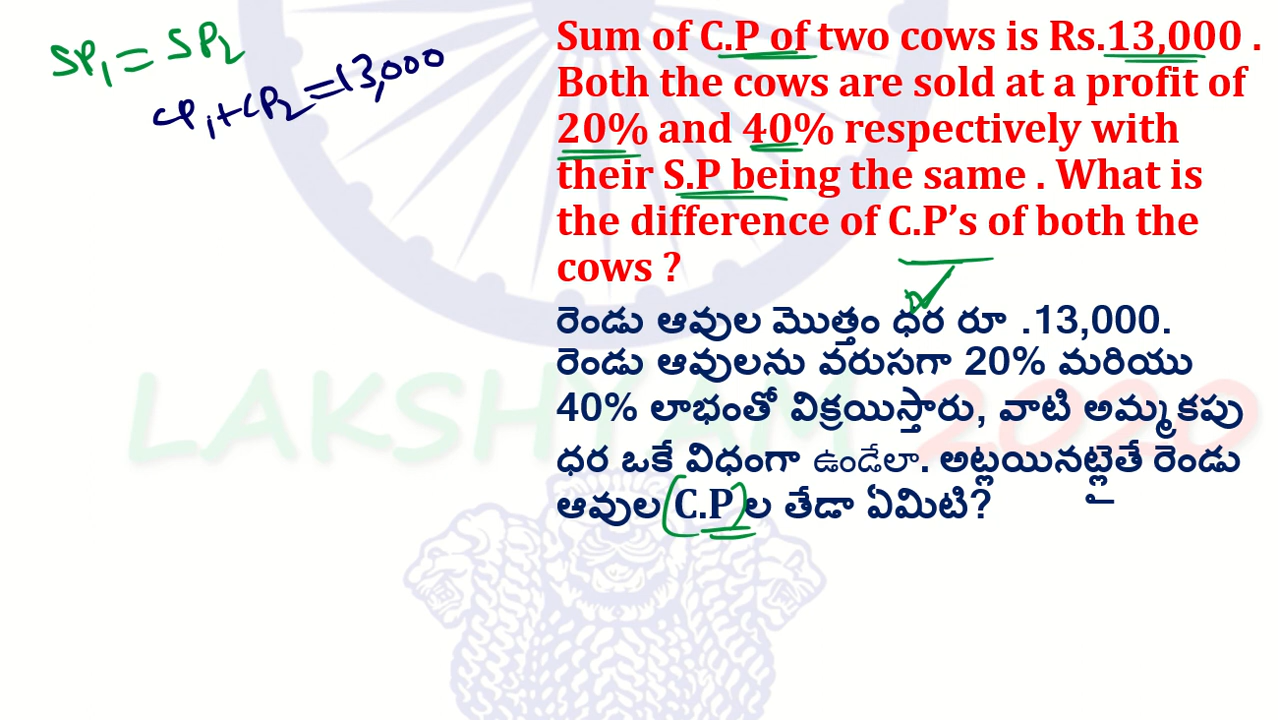 SP1 = SP2
CP1+CP2=13,000
Sum of C.P of two cows is Rs.13,000 .
Both the cows are sold at a profit of
20% and 40% respectively with
their S.P being the same . What is
the difference of C.P’s of both the
cows ?
రెండు ఆవుల మొత్తం ధర రూ .13,000.
రెండు ఆవులను వరుసగా 20% మరియు
40% లాభంతో విక్రయిస్తారు, వాటి అమ్మకపు
ధర ఒకే విధంగా ఉండేలా. అట్లయినట్లైతే రెండు
ఆవుల (C.P) ల తేడా ఏమిటి?
LAKSHYAM 2020